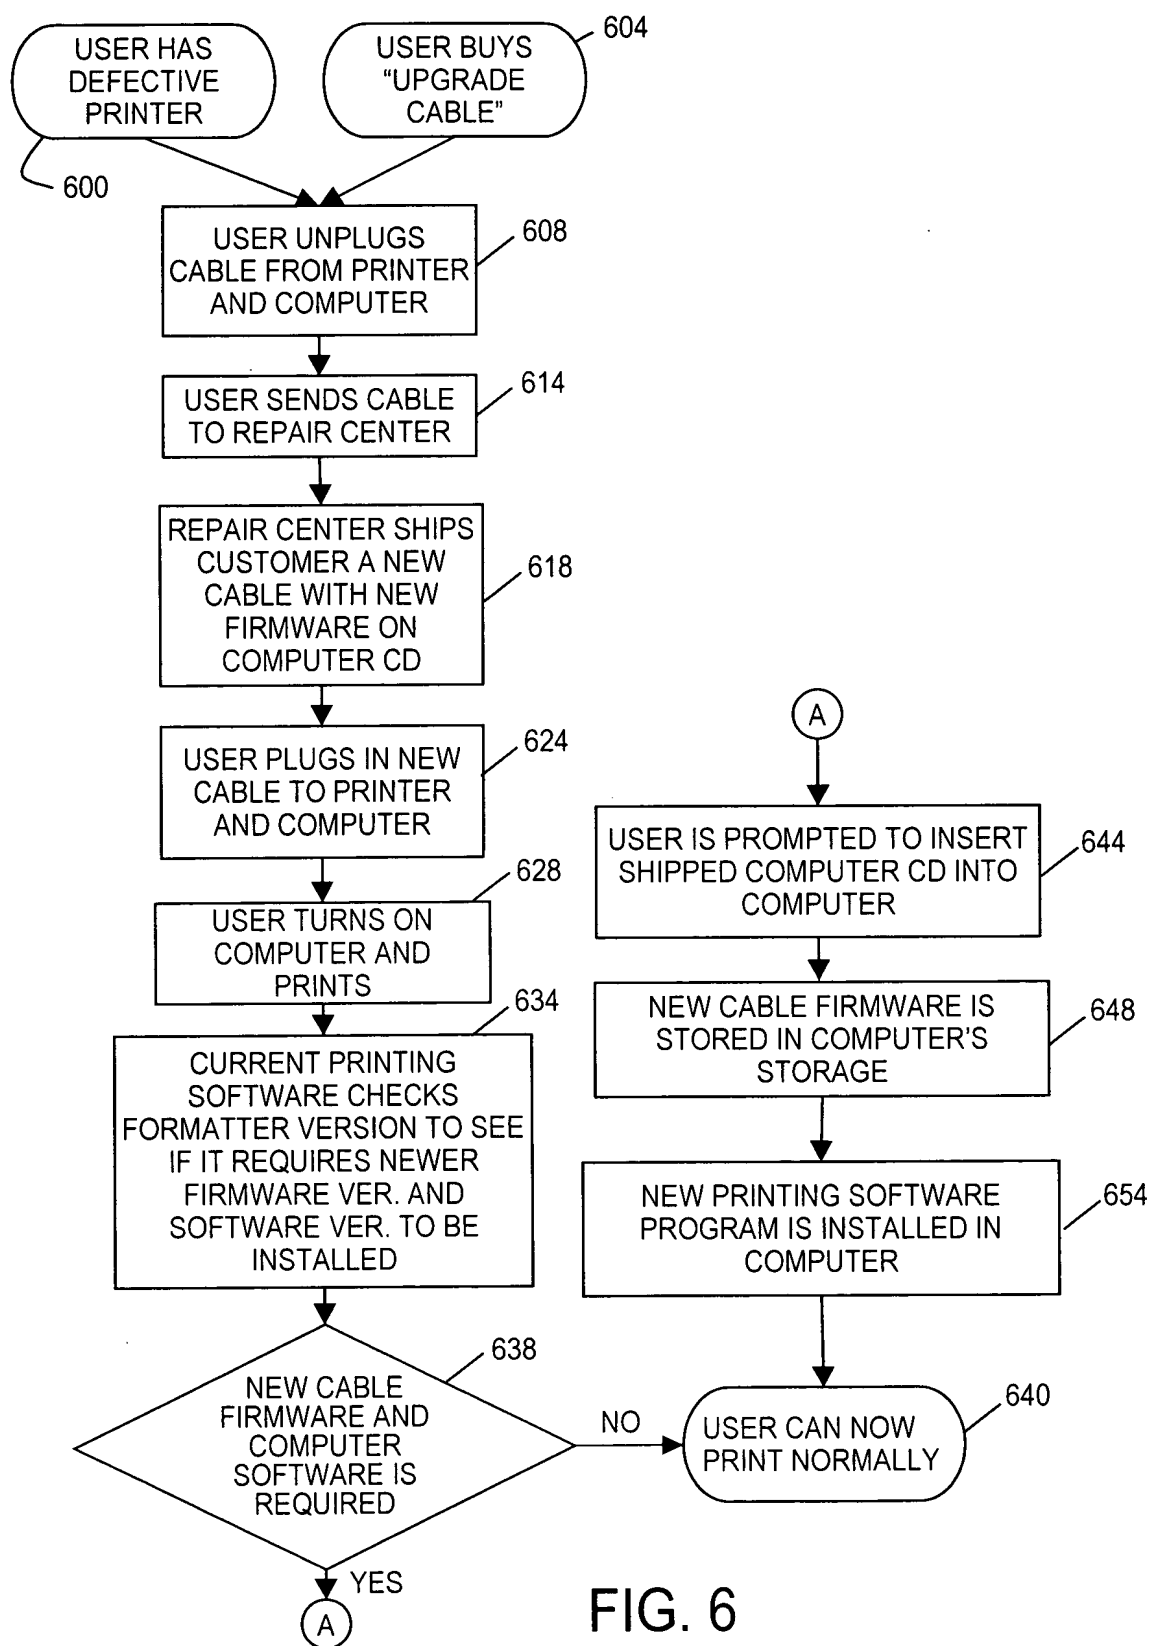 USER HAS
DEFECTIVE
PRINTER
600
USER BUYS
“UPGRADE
CABLE”
604
USER UNPLUGS
CABLE FROM PRINTER
AND COMPUTER
608
USER SENDS CABLE
TO REPAIR CENTER
614
REPAIR CENTER SHIPS
CUSTOMER A NEW
CABLE WITH NEW
FIRMWARE ON
COMPUTER CD
618
USER PLUGS IN NEW
CABLE TO PRINTER
AND COMPUTER
624
USER TURNS ON
COMPUTER AND
PRINTS
628
CURRENT PRINTING
SOFTWARE CHECKS
FORMATTER VERSION TO SEE
IF IT REQUIRES NEWER
FIRMWARE VER. AND
SOFTWARE VER. TO BE
INSTALLED
634
NEW CABLE
FIRMWARE AND
COMPUTER
SOFTWARE IS
REQUIRED
638
NO
YES
A
A
USER IS PROMPTED TO INSERT
SHIPPED COMPUTER CD INTO
COMPUTER
644
NEW CABLE FIRMWARE IS
STORED IN COMPUTER'S
STORAGE
648
NEW PRINTING SOFTWARE
PROGRAM IS INSTALLED IN
COMPUTER
654
USER CAN NOW
PRINT NORMALLY
640
FIG. 6